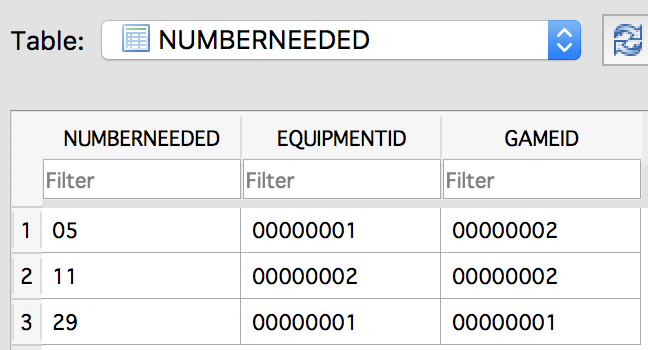 Table: NUMBERNEEDED
NUMBERNEEDED EQUIPMENTID GAMEID
Filter Filter Filter
1 05 00000001 00000002
2 11 00000002 00000002
3 29 00000001 00000001